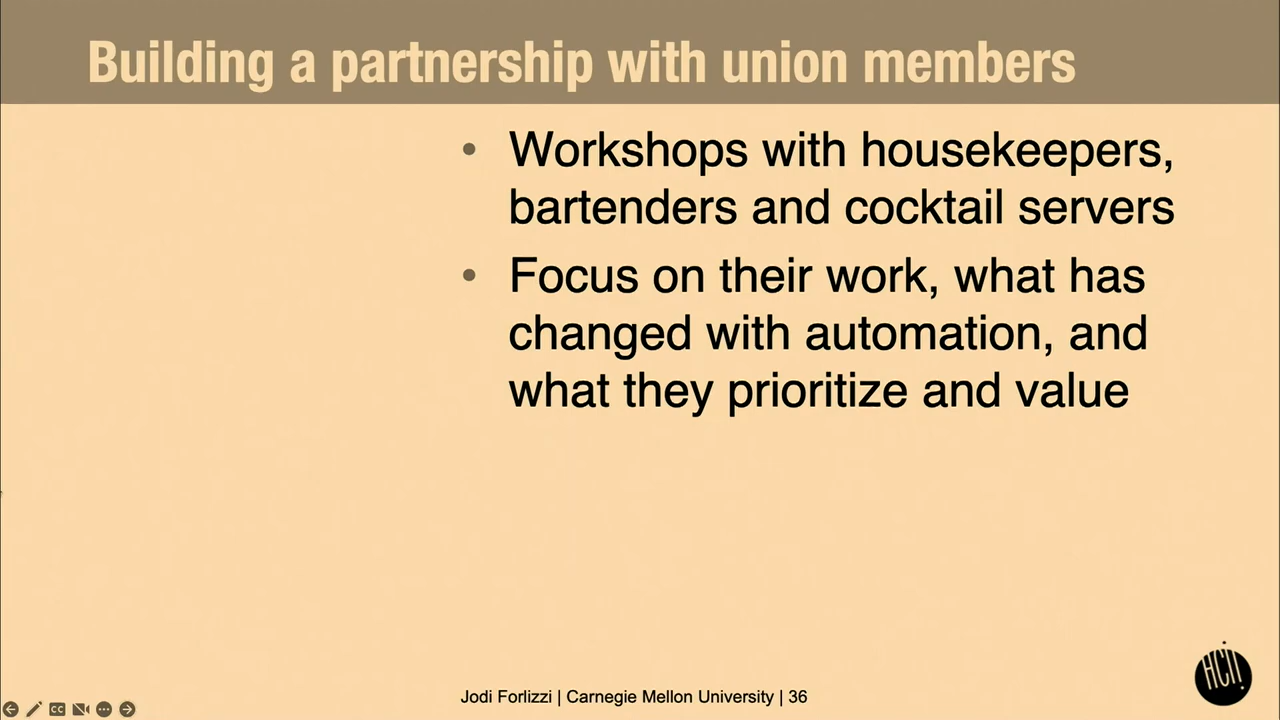 Building a partnership with union members
• Workshops with housekeepers,
bartenders and cocktail servers
• Focus on their work, what has
changed with automation, and
what they prioritize and value
Jodi Forlizzi | Carnegie Mellon University | 36
HCII
CC